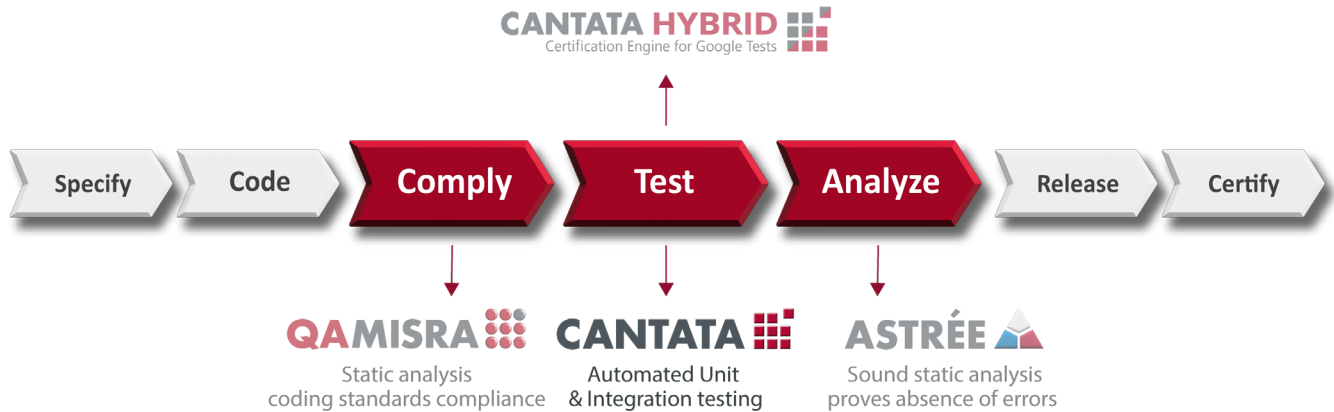 CANTATA HYBRID
Certification Engine for Google Tests
Specify
Code
Comply
Test
Analyze
Release
Certify
QAMISRA
Static analysis
coding standards compliance
CANTATA
Automated Unit
& Integration testing
ASTRÉE
Sound static analysis
proves absence of errors